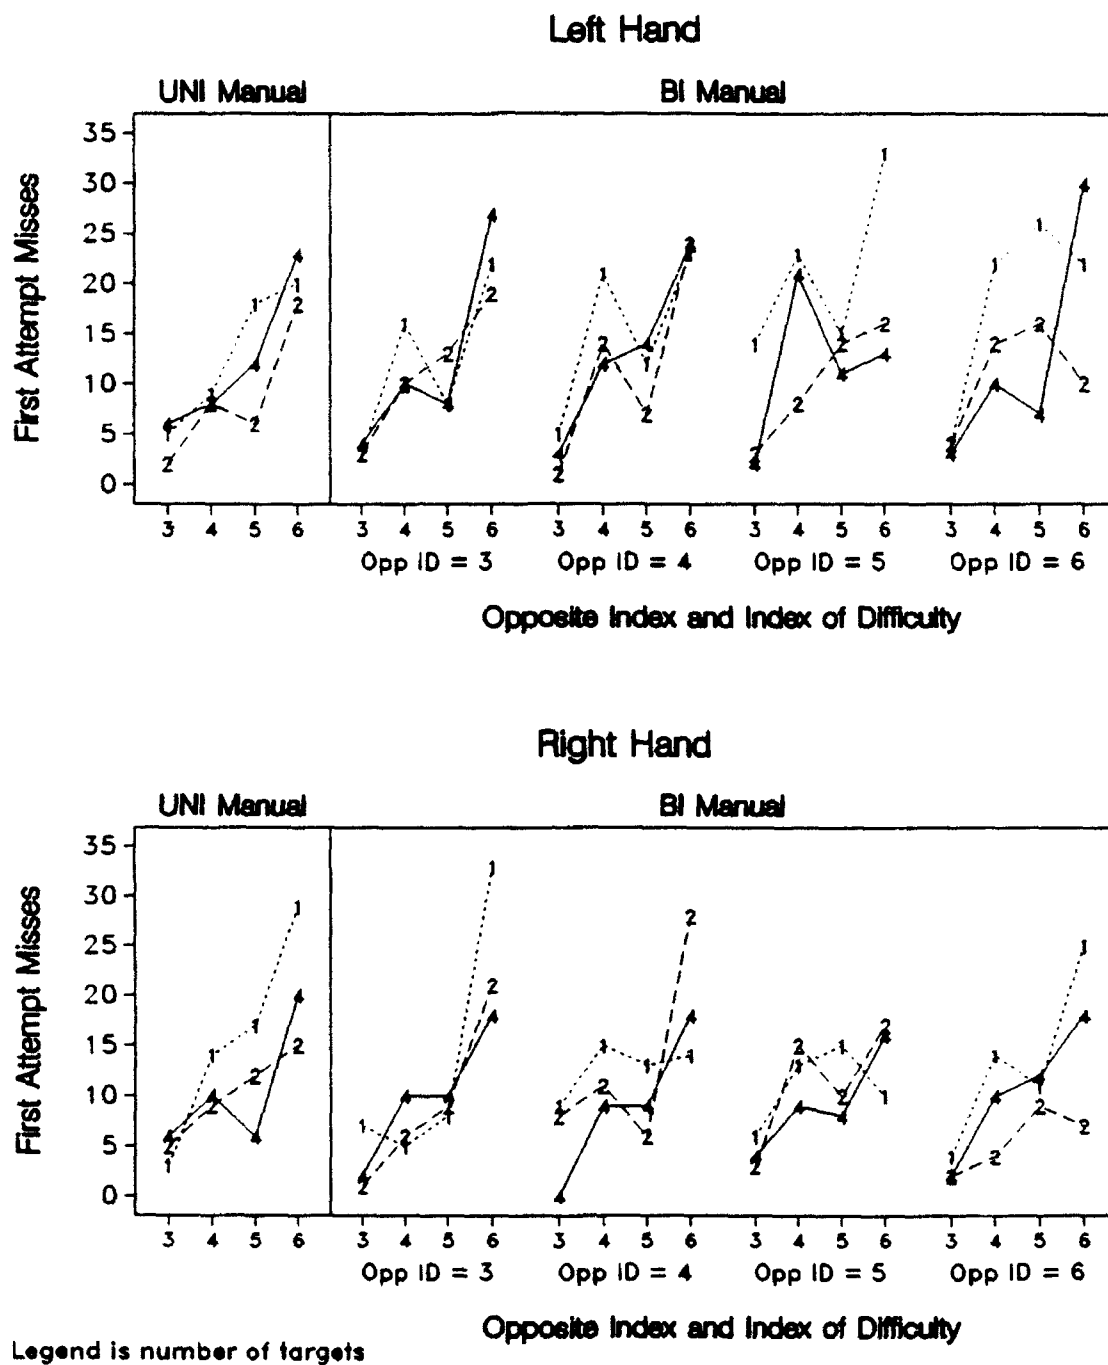 Left Hand
UNI Manual BI Manual
First Attempt Misses
35
30
25
20
15
10
5
0
3 4 5 6 3 4 5 6 3 4 5 6 3 4 5 6 3 4 5 6
Opp ID = 3 Opp ID = 4 Opp ID = 5 Opp ID = 6
Opposite Index and Index of Difficulty
Right Hand
UNI Manual BI Manual
First Attempt Misses
35
30
25
20
15
10
5
0
3 4 5 6 3 4 5 6 3 4 5 6 3 4 5 6 3 4 5 6
Opp ID = 3 Opp ID = 4 Opp ID = 5 Opp ID = 6
Opposite Index and Index of Difficulty
Legend is number of targets